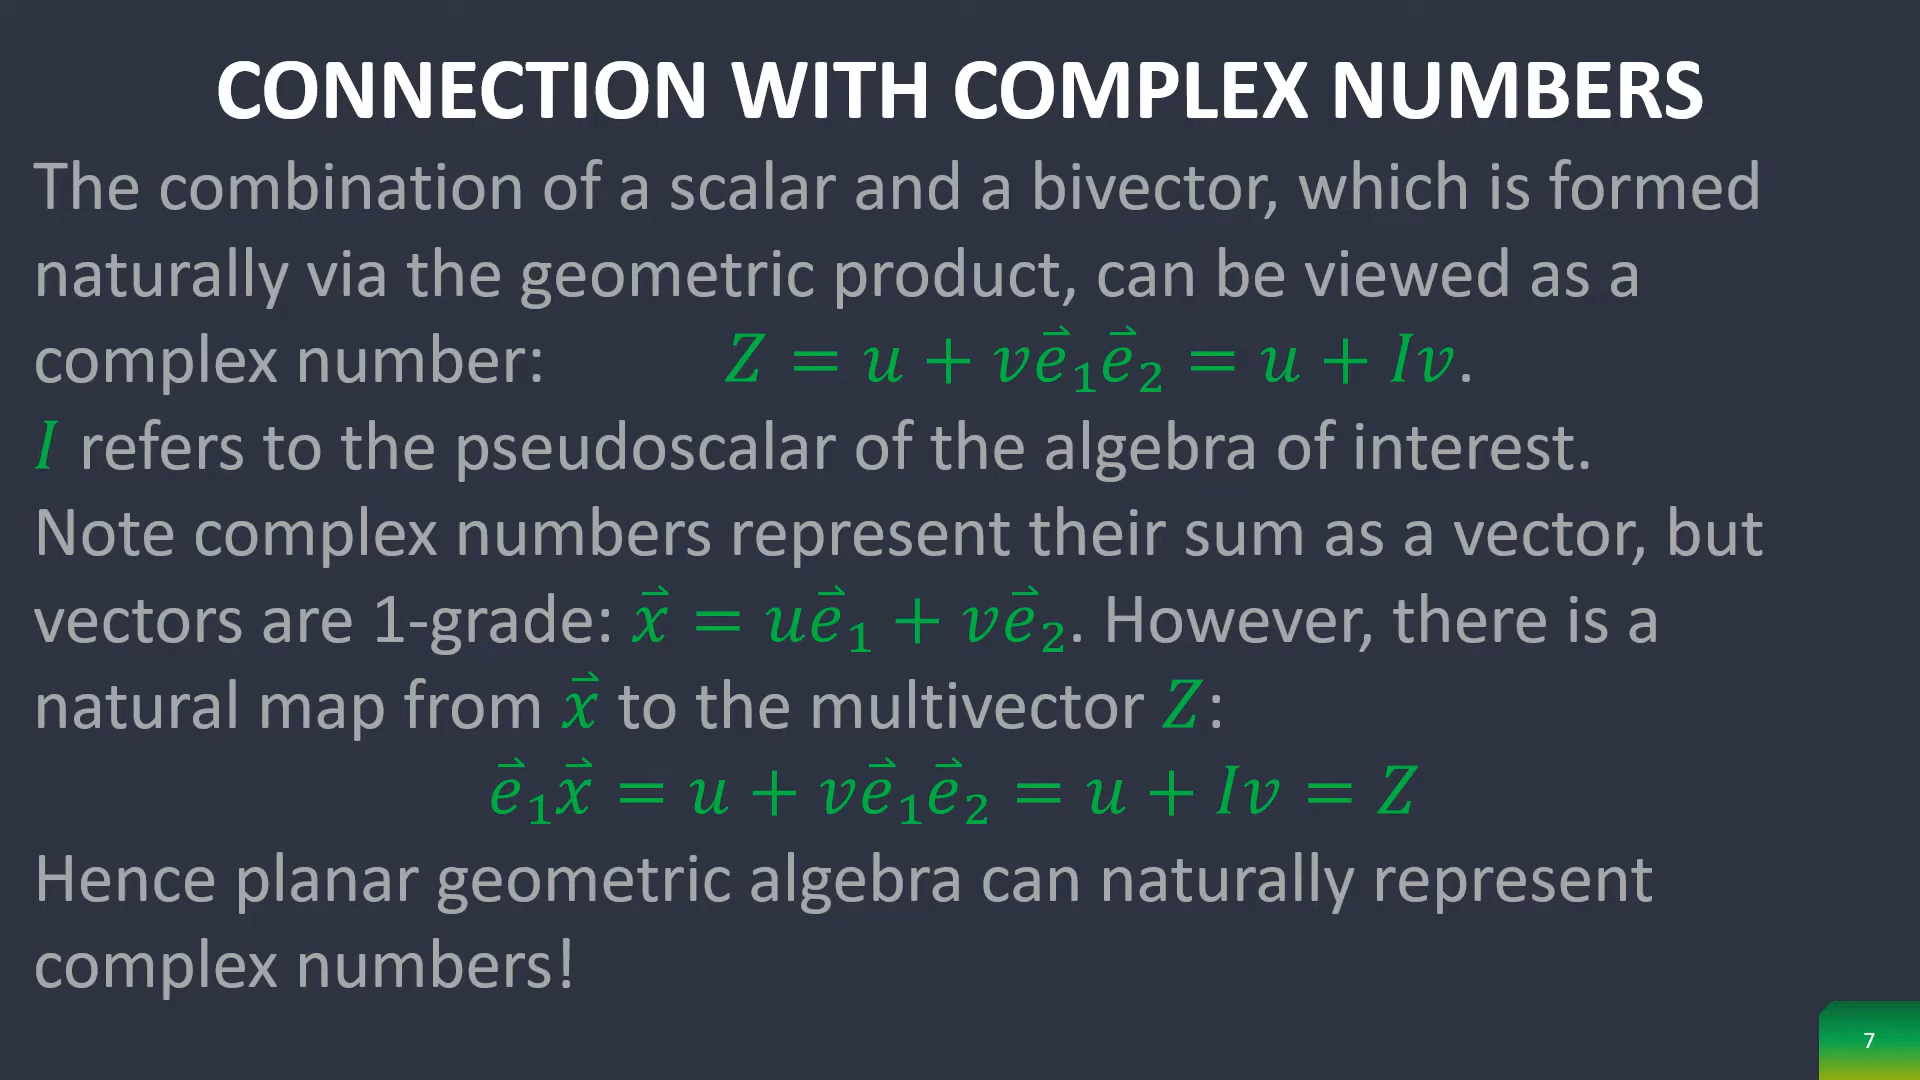 CONNECTION WITH COMPLEX NUMBERS
The combination of a scalar and a bivector, which is formed
naturally via the geometric product, can be viewed as a
complex number: Z = u + ve⃗₁e⃗₂ = u + Iv.
I refers to the pseudoscalar of the algebra of interest.
Note complex numbers represent their sum as a vector, but
vectors are 1-grade: x⃗ = ue⃗₁ + ve⃗₂. However, there is a
natural map from x⃗ to the multivector Z:
e⃗₁x⃗ = u + ve⃗₁e⃗₂ = u + Iv = Z
Hence planar geometric algebra can naturally represent
complex numbers!
7